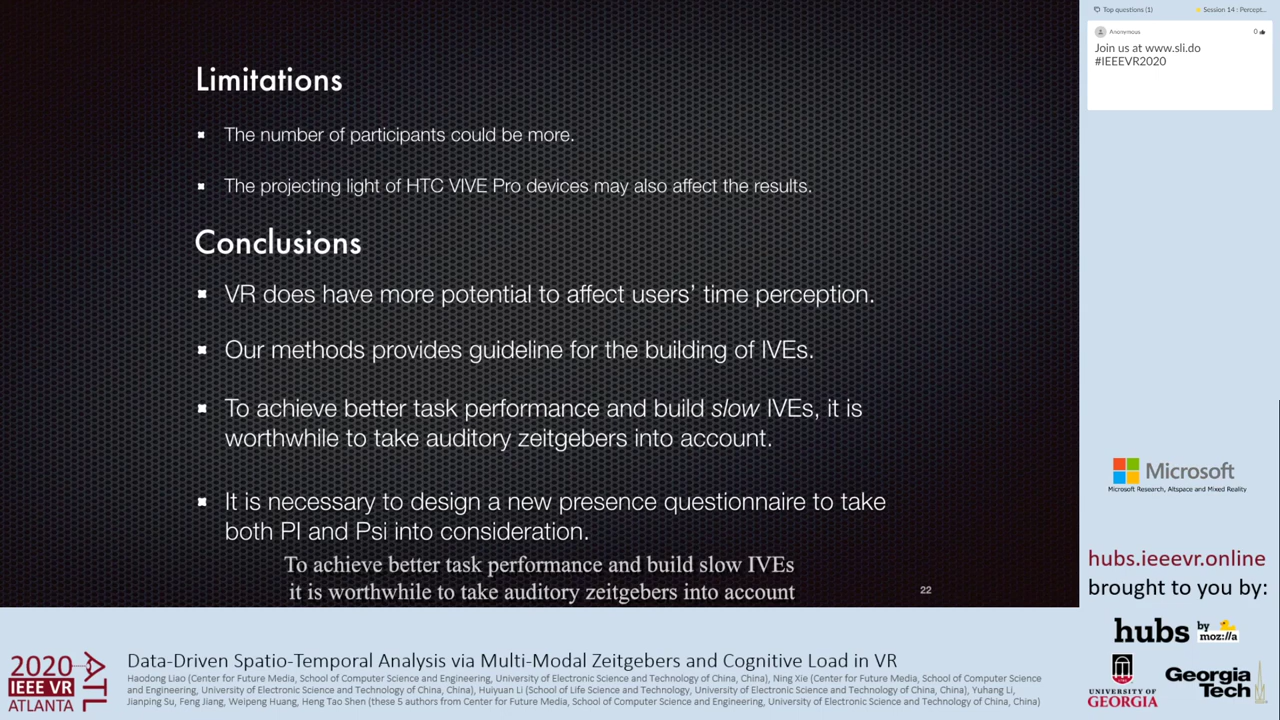 Limitations
The number of participants could be more.
The projecting light of HTC VIVE Pro devices may also affect the results.
Conclusions
VR does have more potential to affect users' time perception.
Our methods provides guideline for the building of IVEs.
To achieve better task performance and build slow IVEs, it is
worthwhile to take auditory zeitgebers into account.
It is necessary to design a new presence questionnaire to take
both PI and Psi into consideration.
To achieve better task performance and build slow IVEs
it is worthwhile to take auditory zeitgebers into account
22
Top questions (1)
Session 14 : Percept...
Anonymous
0
Join us at www.sli.do
#IEEEVR2020
Microsoft
Microsoft Research, Altspace and Mixed Reality
hubs.ieeevr.online
brought to you by:
hubs by moz://a
UNIVERSITY OF
GEORGIA
Georgia
Tech
2020
IEEE VR
ATLANTA
ATL
Data-Driven Spatio-Temporal Analysis via Multi-Modal Zeitgebers and Cognitive Load in VR
Haodong Liao (Center for Future Media, School of Computer Science and Engineering, University of Electronic Science and Technology of China, China), Ning Xie (Center for Future Media, School of Computer Science
and Engineering, University of Electronic Science and Technology of China, China), Huiyuan Li (School of Life Science and Technology, University of Electronic Science and Technology of China, China), Yuhang Li,
Jianping Su, Feng Jiang, Weipeng Huang, Heng Tao Shen (these 5 authors from Center for Future Media, School of Computer Science and Engineering, University of Electronic Science and Technology of China, China)